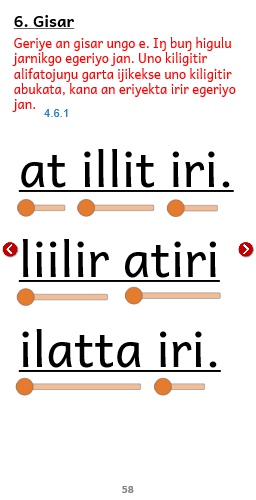 6. Gisar
Geriye an gisar ungo e. Iŋ buŋ higulu
jarnikgo egeriyo jan. Uno kiligitir
alifatojuŋu garta ijikekse uno kiligitir
abukata, kana an eriyekta irir egeriyo
jan.
4.6.1
at illit iri.
liilir atiri
ilatta iri.
58